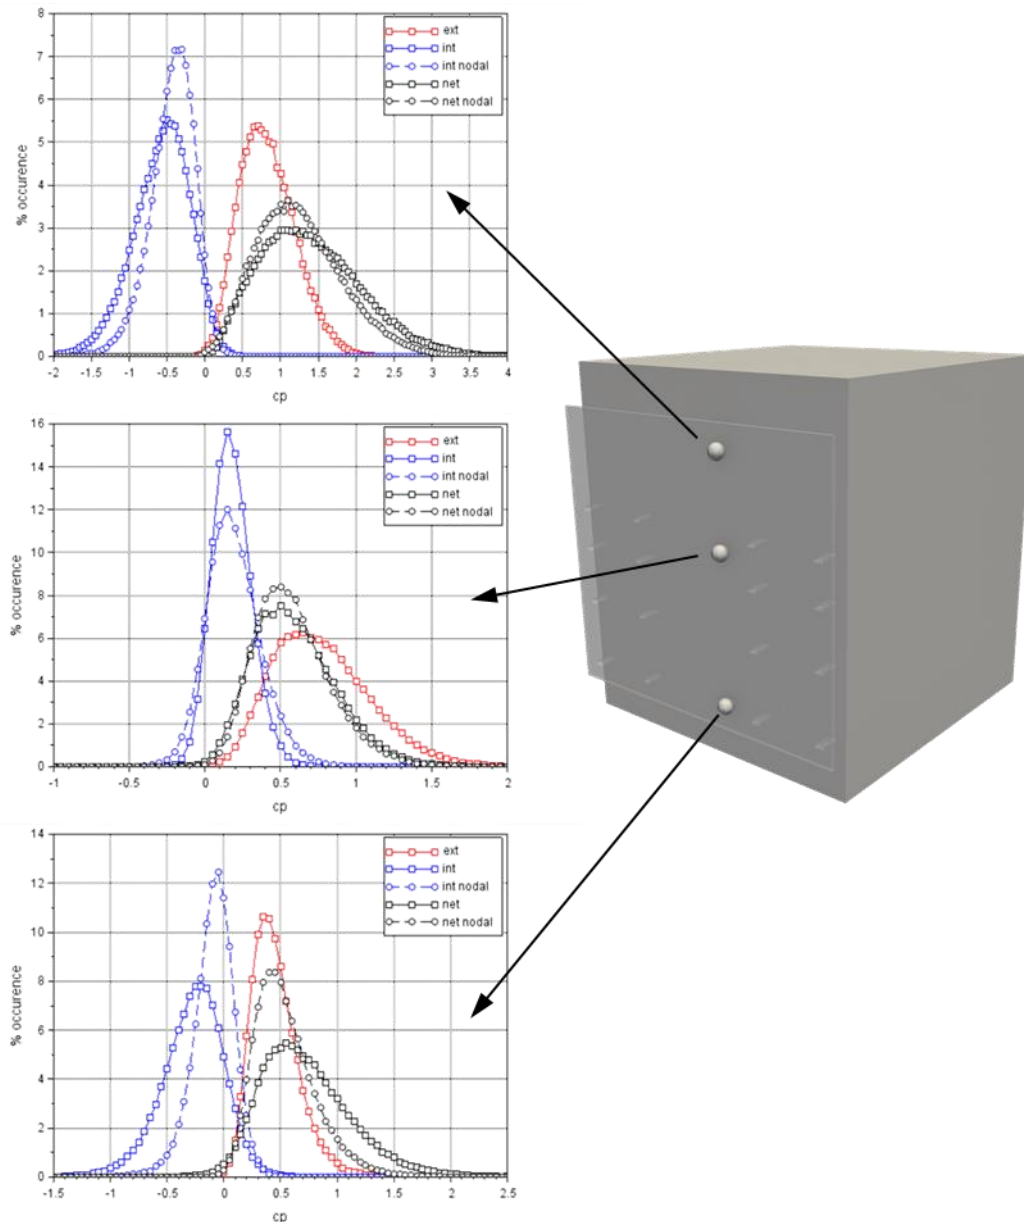 8
7
6
5
4
3
2
1
0
% occurence
-2 -1.5 -1 -0.5 0 0.5 1 1.5 2 2.5 3 3.5 4
cp
ext
int
int nodal
net
net nodal
16
14
12
10
8
6
4
2
0
% occurence
-1 -0.5 0 0.5 1 1.5 2
cp
ext
int
int nodal
net
net nodal
14
12
10
8
6
4
2
0
% occurence
-1.5 -1 -0.5 0 0.5 1 1.5 2 2.5
cp
ext
int
int nodal
net
net nodal